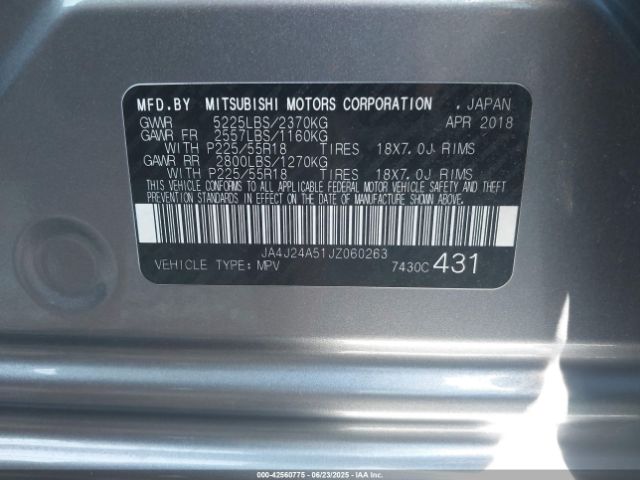 MFD.BY MITSUBISHI MOTORS CORPORATION . JAPAN
GVWR 5225LBS/2370KG APR 2018
GAWR FR 2557LBS/1160KG
WITH P225/55R18 TIRES 18X7.0J RIMS
GAWR RR 2800LBS/1270KG
WITH P225/55R18 TIRES 18X7.0J RIMS
THIS VEHICLE CONFORMS TO ALL APPLICABLE FEDERAL MOTOR VEHICLE SAFETY AND THEFT
PREVENTION STANDARDS IN EFFECT ON THE DATE OF MANUFACTURE SHOWN ABOVE.
JA4J24A51JZ060263
VEHICLE TYPE: MPV 7430C 431
000-42560775 - 06/23/2025 - IAAI.CA